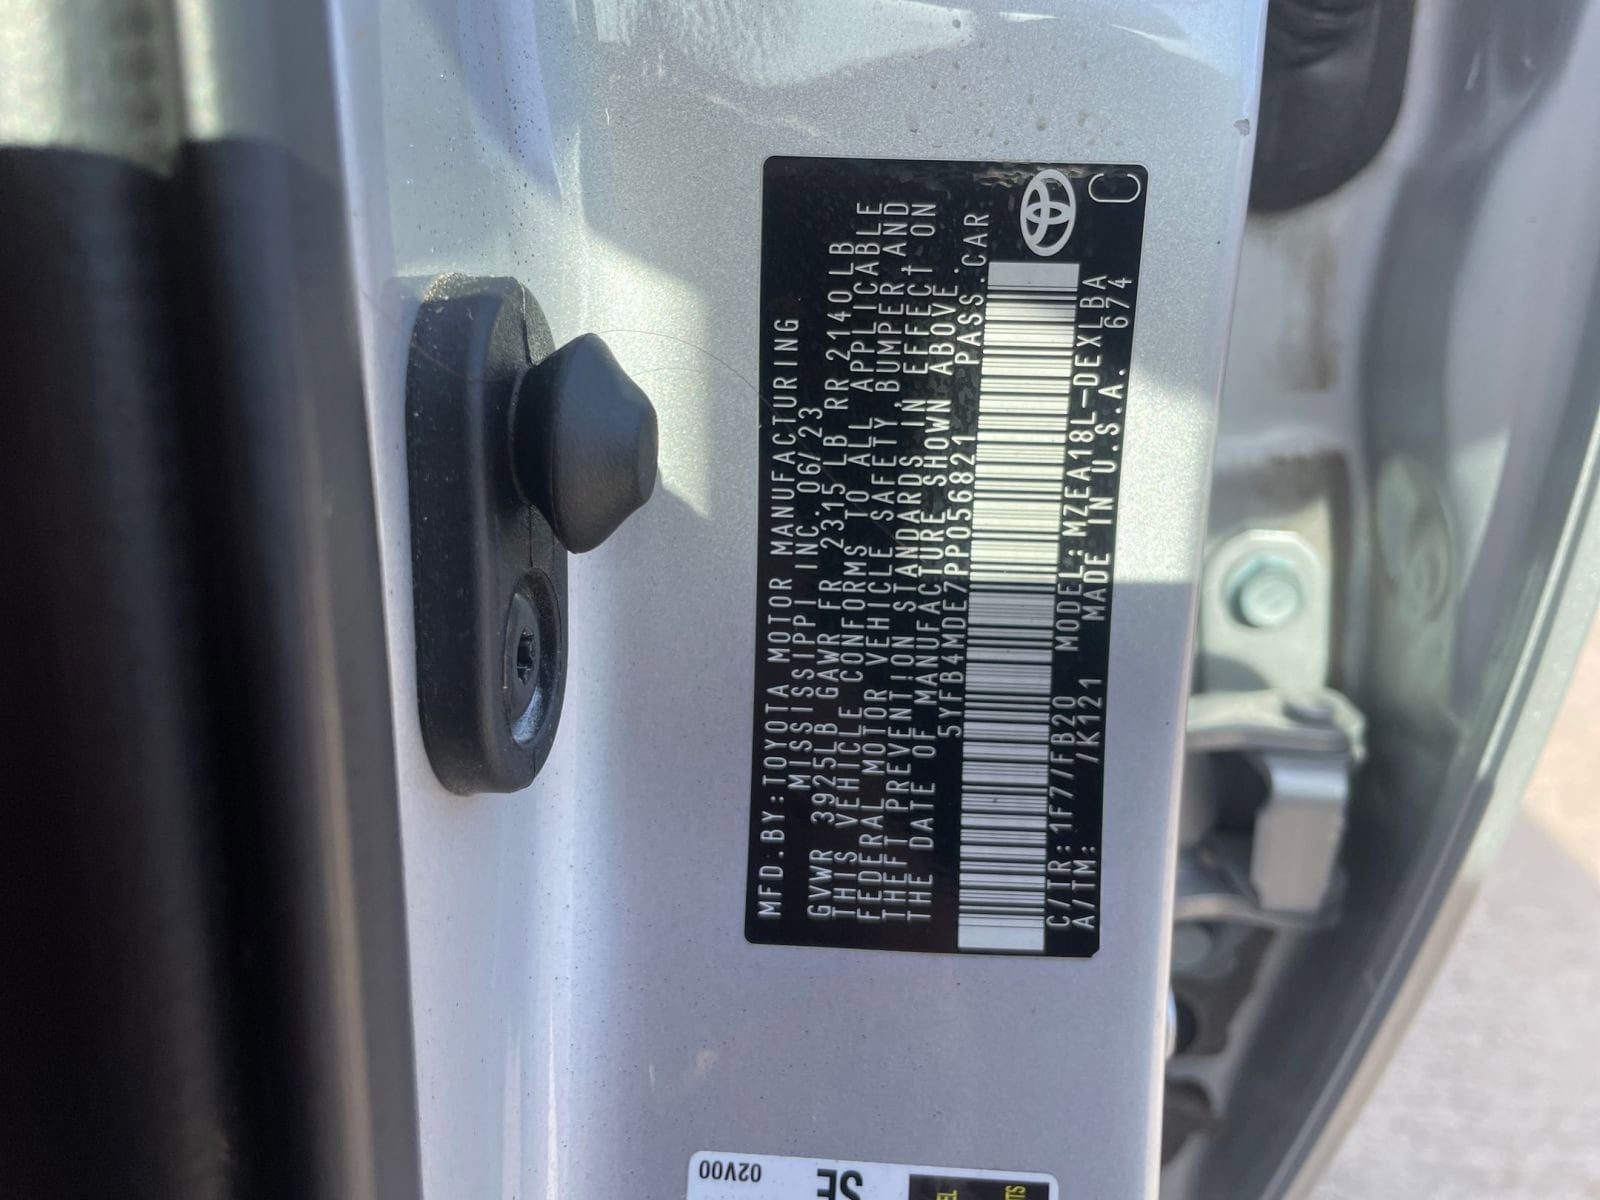 MFD.BY:TOYOTA MOTOR MANUFACTURING
MISSISSIPPI INC.06/23
GVWR 3925LB GAWR FR 2315 LB RR 2140LB
THIS VEHICLE CONFORMS TO ALL APPLICABLE
FEDERAL MOTOR VEHICLE SAFETY,BUMPER,AND
THEFT PREVENTION STANDARDS IN EFFECT ON
THE DATE OF MANUFACTURE SHOWN ABOVE.
5YFB4MDE7PP056821 PASS.CAR
C/TR:1F7/FB20 MODEL:MZEA18L-DEXLBA
A/TM: /K121 MADE IN U.S.A. 674
C
02V00
SE